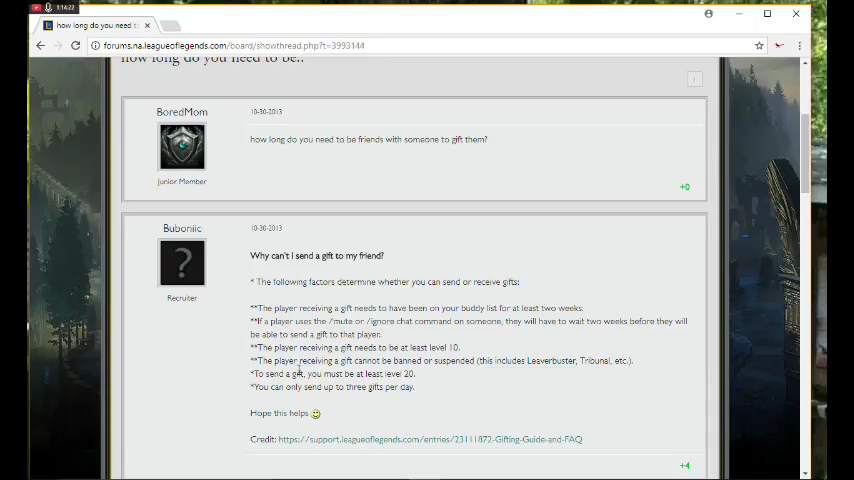 1:14:22
how long do you need t
forums.na.leagueoflegends.com/board/showthread.php?t=3993144
how long do you need to be..
BoredMom
10-30-2013
how long do you need to be friends with someone to gift them?
Junior Member
+0
Buboniic
10-30-2013
Why can't I send a gift to my friend?
* The following factors determine whether you can send or receive gifts:
**The player receiving a gift needs to have been on your buddy list for at least two weeks.
**If a player uses the /mute or /ignore chat command on someone, they will have to wait two weeks before they will
be able to send a gift to that player.
Recruiter
**The player receiving a gift needs to be at least level 10.
**The player receiving a gift cannot be banned or suspended (this includes Leaverbuster, Tribunal, etc.).
*To send a gift, you must be at least level 20.
*You can only send up to three gifts per day.
Hope this helps
Credit: https://support.leagueoflegends.com/entries/23111872-Gifting-Guide-and-FAQ
+4